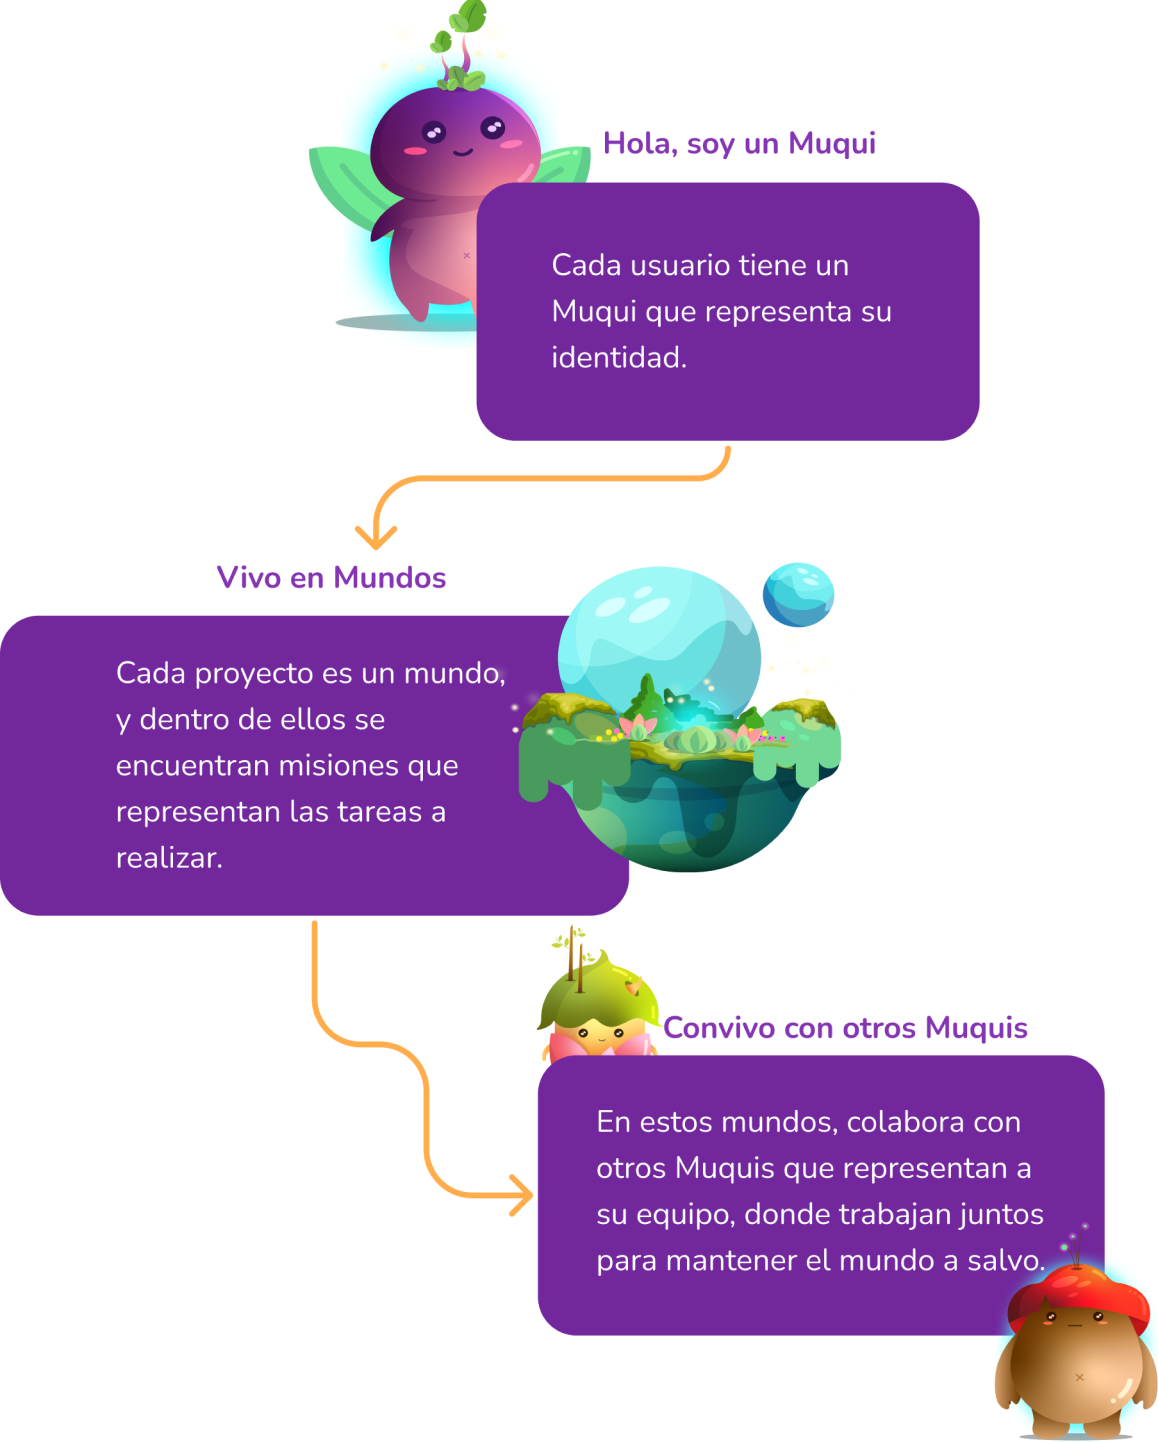 Hola, soy un Muqui
Cada usuario tiene un
Muqui que representa su
identidad.
Vivo en Mundos
Cada proyecto es un mundo,
y dentro de ellos se
encuentran misiones que
representan las tareas a
realizar.
Convivo con otros Muquis
En estos mundos, colabora con
otros Muquis que representan a
su equipo, donde trabajan juntos
para mantener el mundo a salvo.